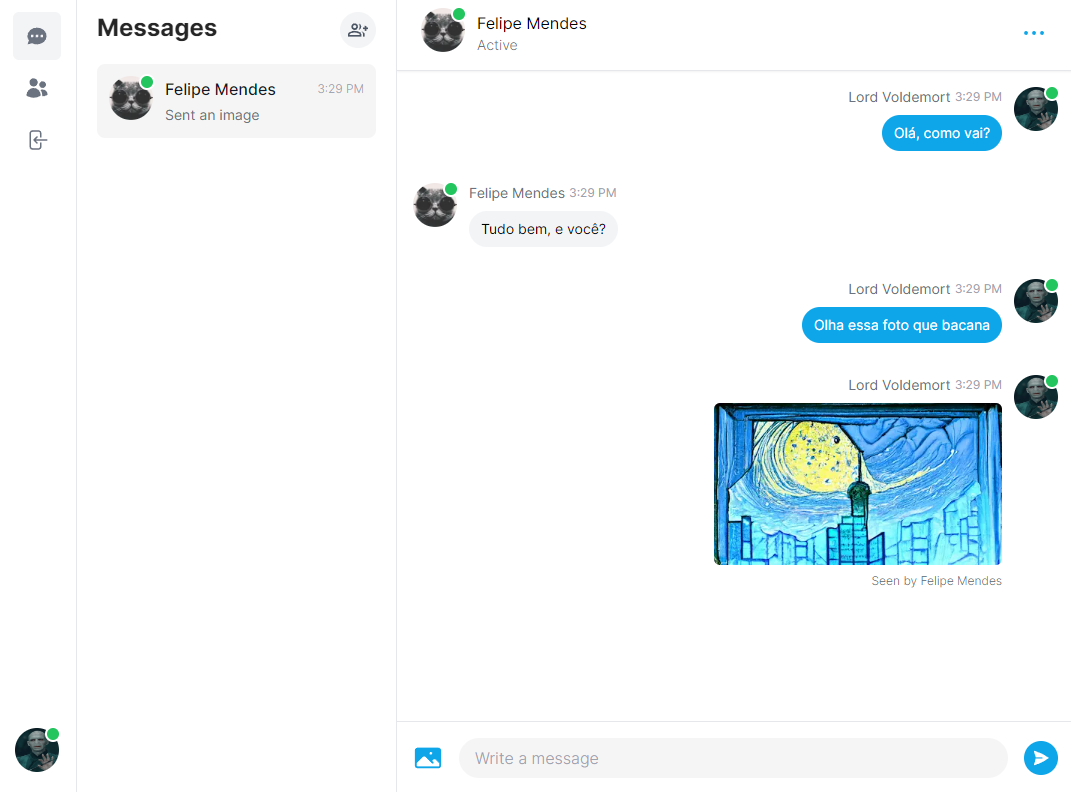 Messages
Felipe Mendes 3:29 PM
Sent an image
Felipe Mendes
Active
Lord Voldemort 3:29 PM
Olá, como vai?
Felipe Mendes 3:29 PM
Tudo bem, e você?
Lord Voldemort 3:29 PM
Olha essa foto que bacana
Lord Voldemort 3:29 PM
Seen by Felipe Mendes
Write a message